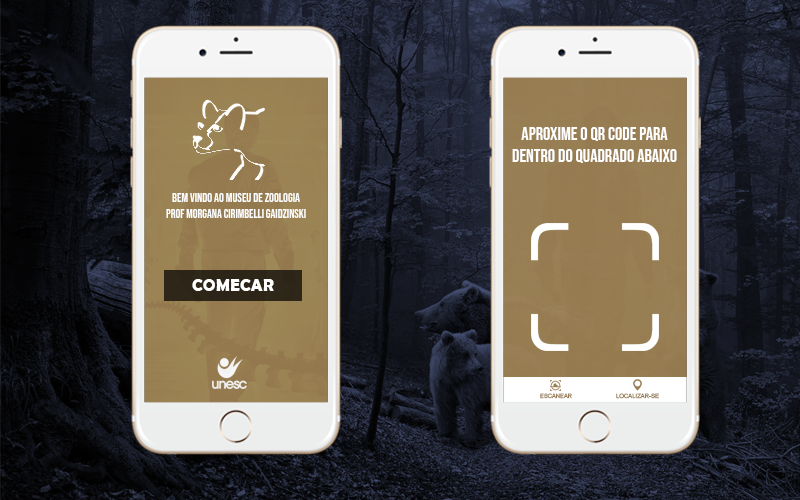 BEM VINDO AO MUSEU DE ZOOLOGIA
PROF MORGANA CIRIMBELLI GAIDZINSKI
COMECAR
unesc
APROXIME O QR CODE PARA
DENTRO DO QUADRADO ABAIXO
ESCANEAR
LOCALIZAR-SE